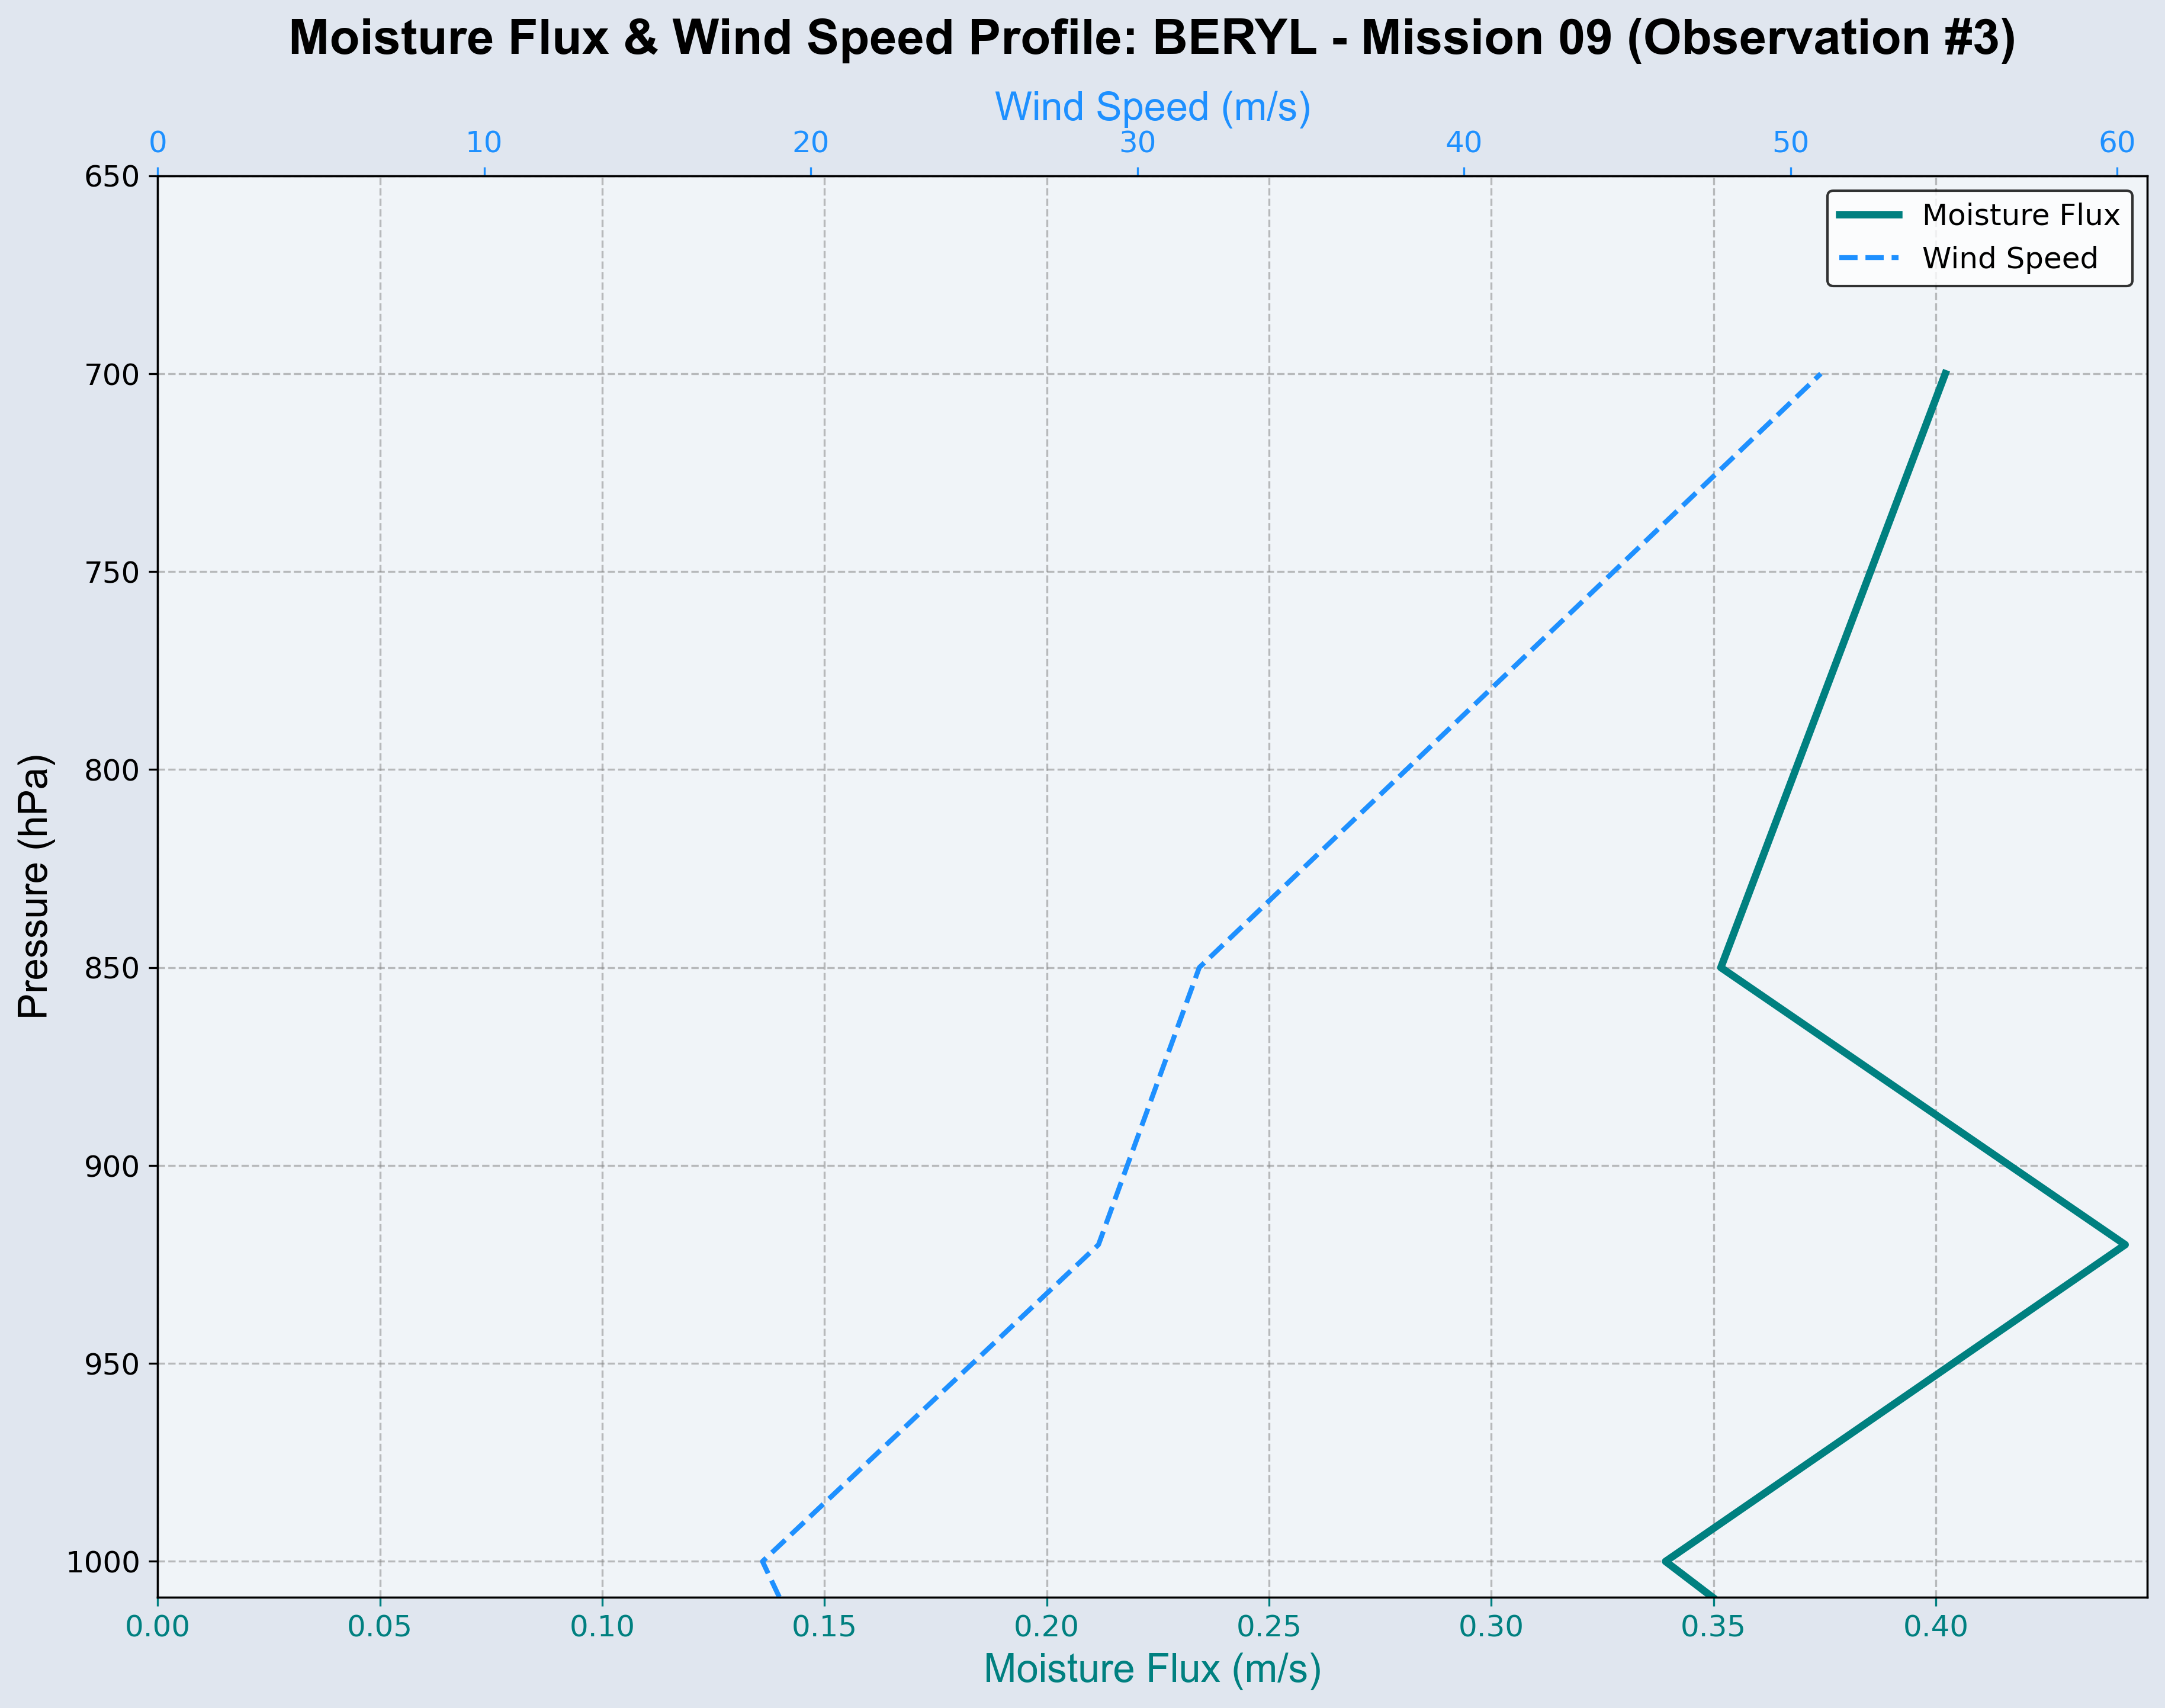 Moisture Flux & Wind Speed Profile: BERYL - Mission 09 (Observation #3)
Wind Speed (m/s)
0 10 20 30 40 50 60
Moisture Flux
Wind Speed
Pressure (hPa)
650
700
750
800
850
900
950
1000
0.00 0.05 0.10 0.15 0.20 0.25 0.30 0.35 0.40
Moisture Flux (m/s)